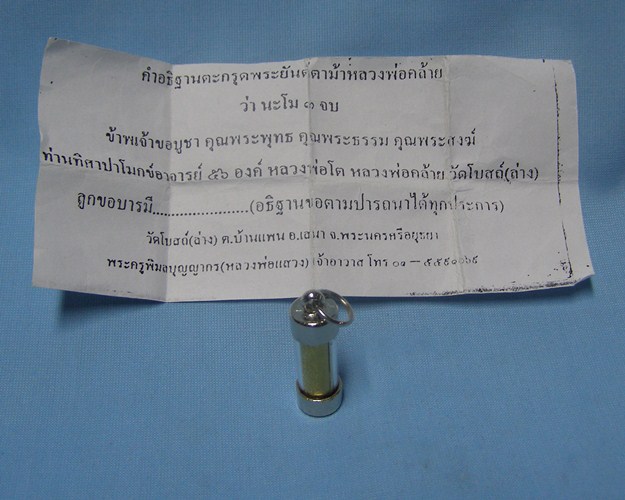 คำอธิฐานตะกรุดพระยันต์ตาม้าหลวงพ่อคล้าย
ว่า นะโม ๓ จบ
ข้าพเจ้าขอบูชา คุณพระพุทธ คุณพระธรรม คุณพระสงฆ์
ท่านทิศาปาโมกข์อาจารย์ ๕๖ องค์ หลวงพ่อโต หลวงพ่อคล้าย วัดโบสถ์(ล่าง)
ลูกขอบารมี........................(อธิฐานขอตามปารถนาได้ทุกประการ)
วัดโบสถ์(ล่าง) ต.บ้านแพน อ.เสนา จ.พระนครศรีอยุธยา
พระครูพิมลบุญญากร(หลวงพ่อแสวง) เจ้าอาวาส โทร ๐๑ —